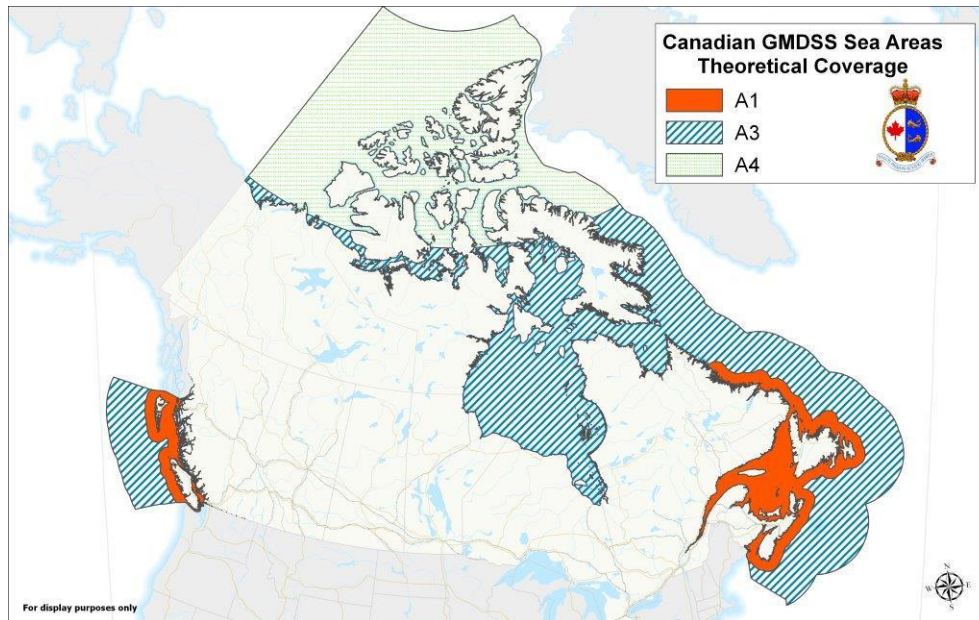 Canadian GMDSS Sea Areas
Theoretical Coverage
A1
A3
A4
N
W
E
S
For display purposes only